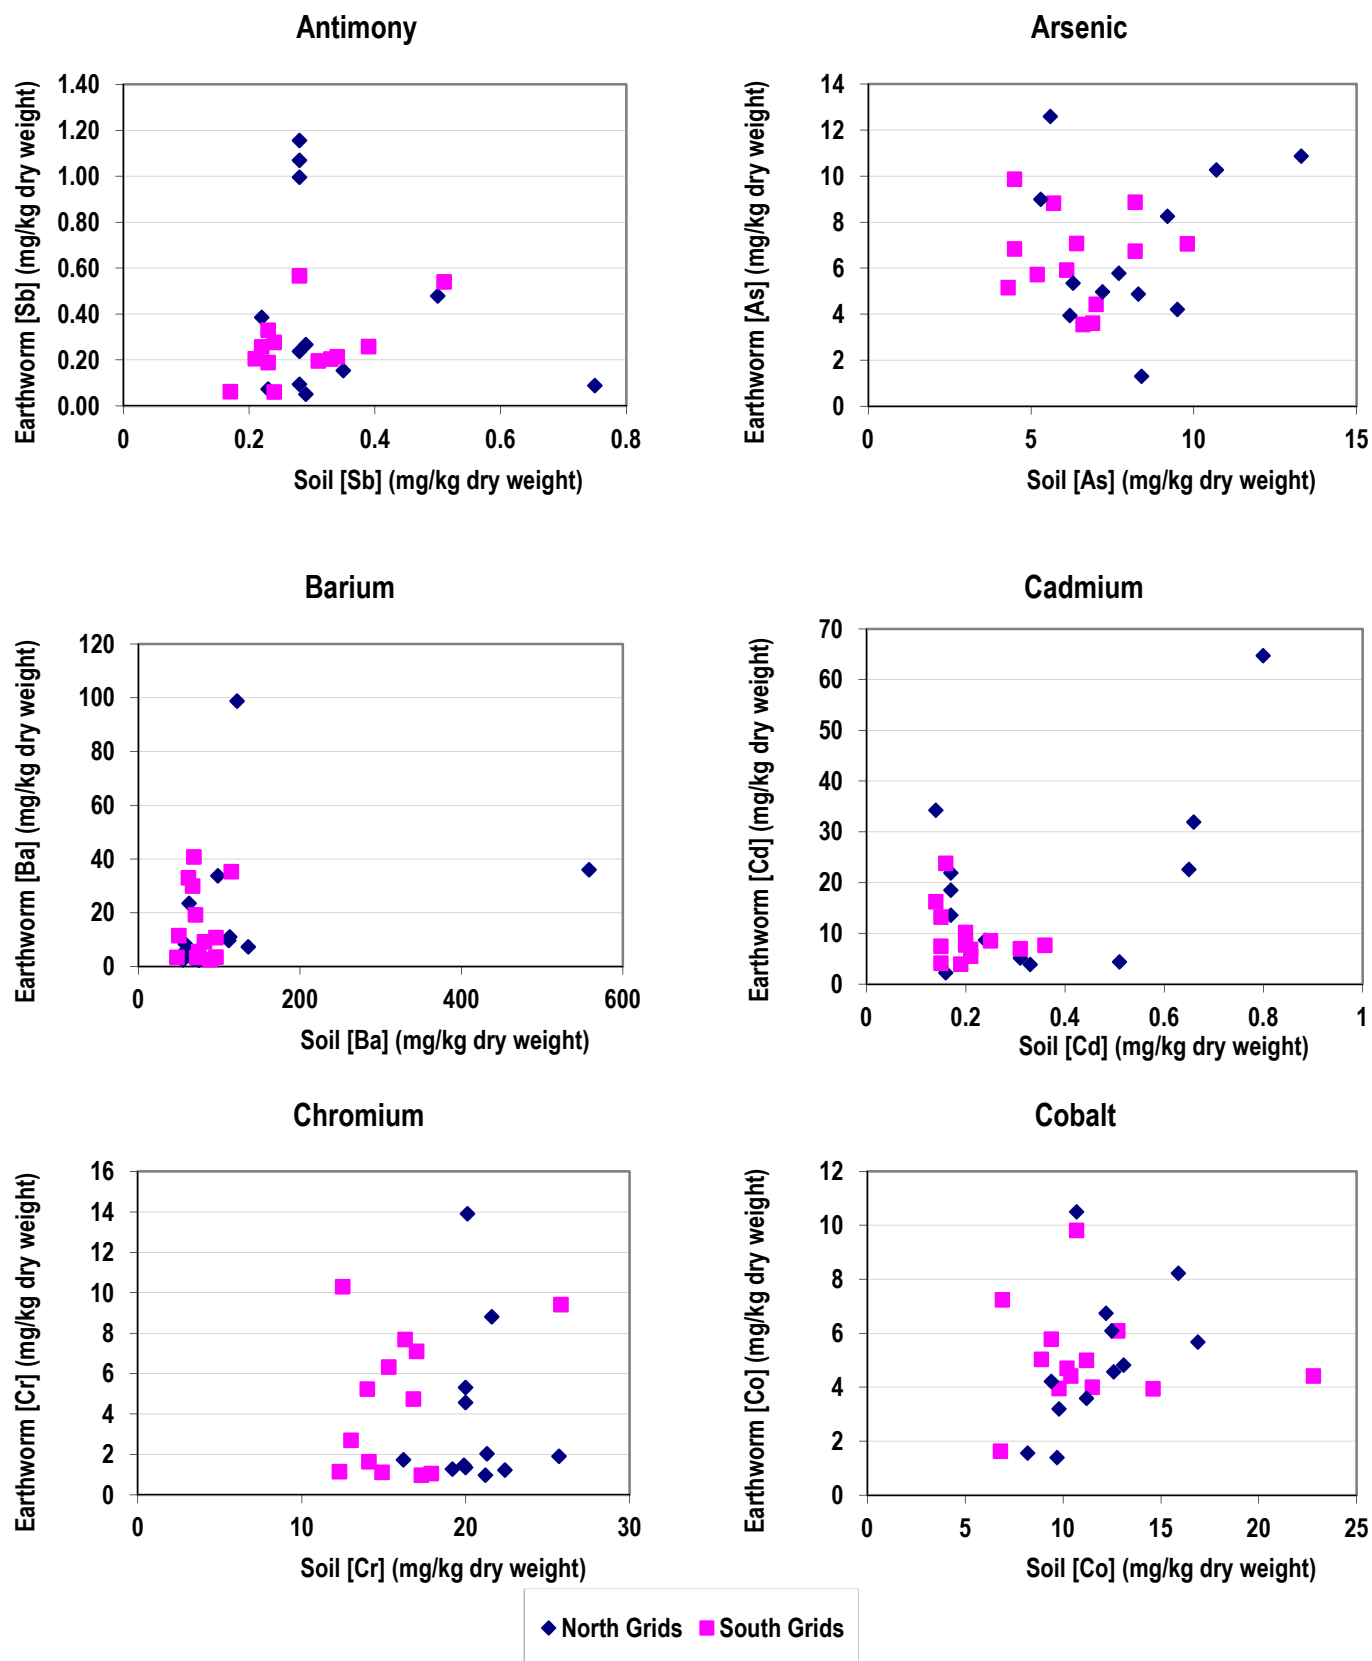 Antimony
Earthworm [Sb] (mg/kg dry weight)
1.40
1.20
1.00
0.80
0.60
0.40
0.20
0.00
0 0.2 0.4 0.6 0.8
Soil [Sb] (mg/kg dry weight)
Arsenic
Earthworm [As] (mg/kg dry weight)
14
12
10
8
6
4
2
0
0 5 10 15
Soil [As] (mg/kg dry weight)
Barium
Earthworm [Ba] (mg/kg dry weight)
120
100
80
60
40
20
0
0 200 400 600
Soil [Ba] (mg/kg dry weight)
Cadmium
Earthworm [Cd] (mg/kg dry weight)
70
60
50
40
30
20
10
0
0 0.2 0.4 0.6 0.8 1
Soil [Cd] (mg/kg dry weight)
Chromium
Earthworm [Cr] (mg/kg dry weight)
16
14
12
10
8
6
4
2
0
0 10 20 30
Soil [Cr] (mg/kg dry weight)
Cobalt
Earthworm [Co] (mg/kg dry weight)
12
10
8
6
4
2
0
0 5 10 15 20 25
Soil [Co] (mg/kg dry weight)
North Grids South Grids